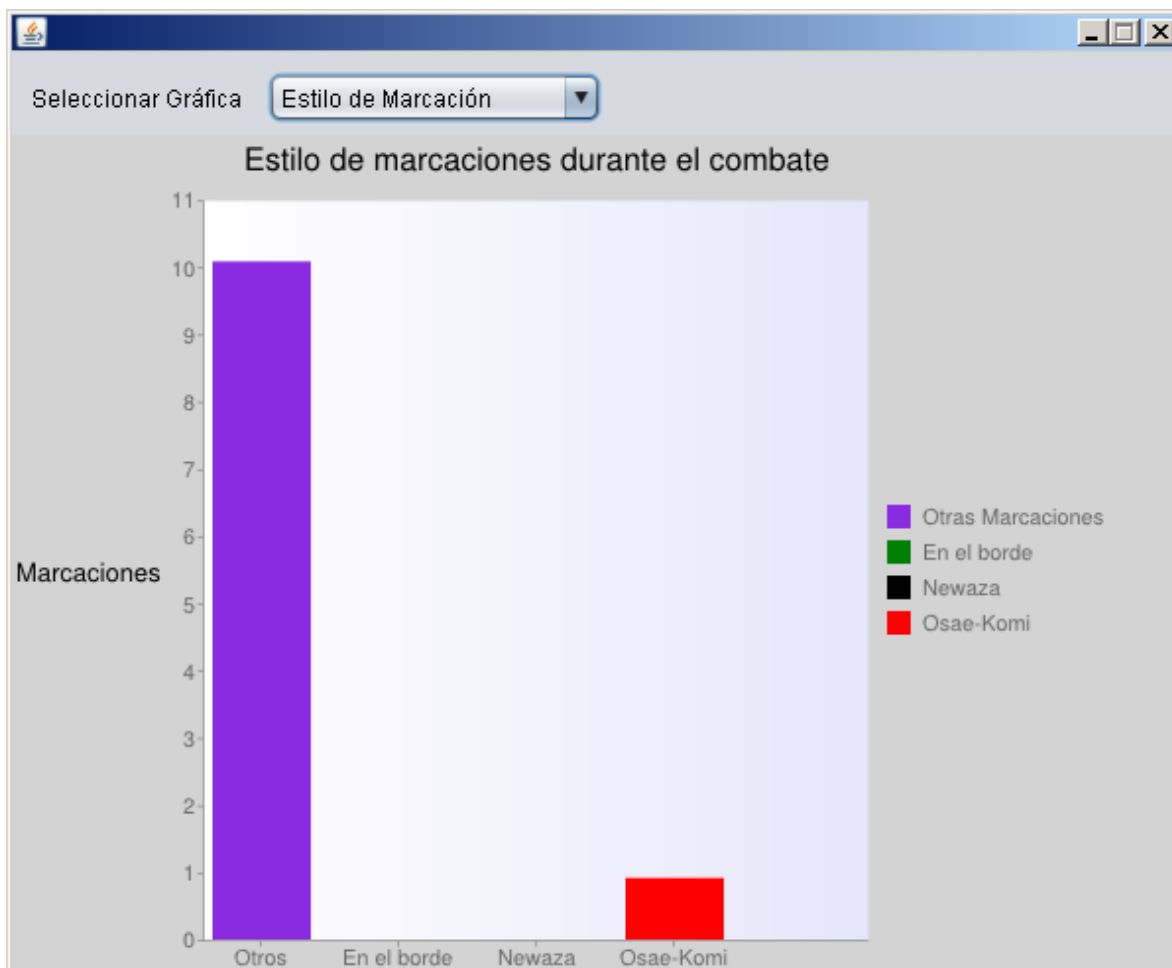 Seleccionar Gráfica Estilo de Marcación
Estilo de marcaciones durante el combate
11
10
9
8
7
6
5
4
3
2
1
0
Marcaciones
Otros En el borde Newaza Osae-Komi
Otras Marcaciones
En el borde
Newaza
Osae-Komi